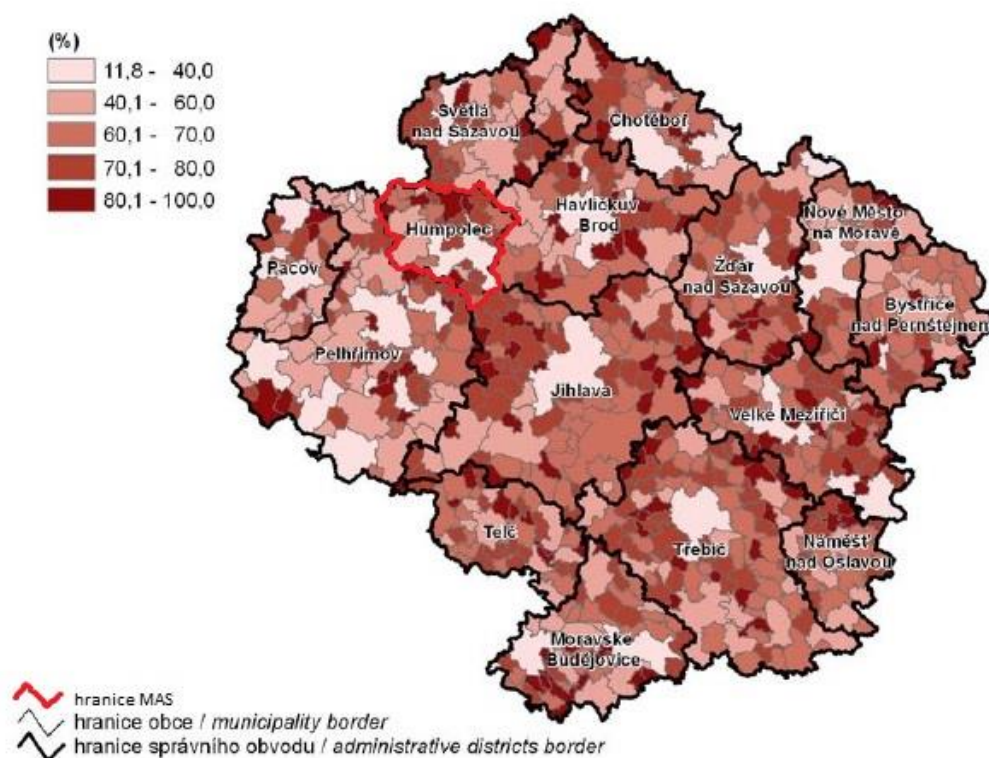 (%)
11,8 - 40,0
40,1 - 60,0
60,1 - 70,0
70,1 - 80,0
80,1 - 100,0
Světlá
nad Sázavou
Chotěboř
Havlíčkův
Brod
Humpolec
Nové Město
na Moravě
Pacov
Žďár
nad Sázavou
Bystřice
nad Pernštejnem
Pelhřimov
Jihlava
Velké Meziříčí
Telč
Třebíč
Náměšť
nad Oslavou
Moravské
Budějovice
hranice MAS
hranice obce / municipality border
hranice správního obvodu / administrative districts border